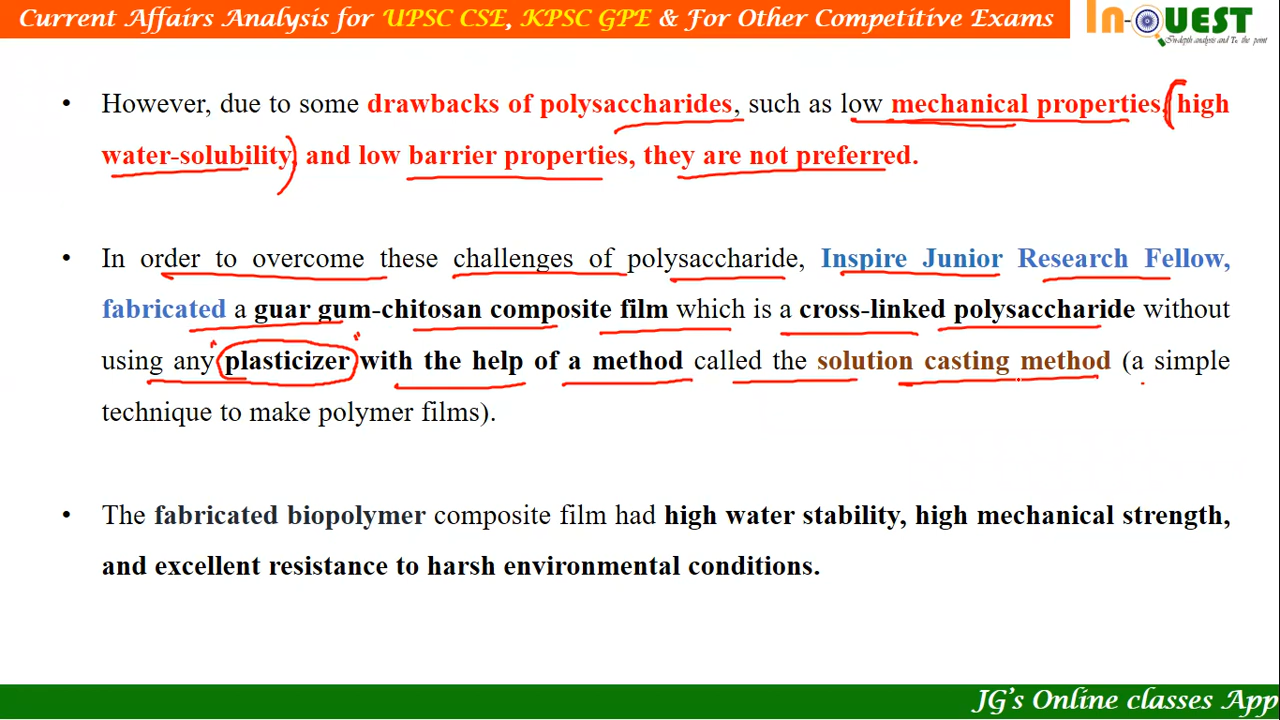 Current Affairs Analysis for UPSC CSE, KPSC GPE & For Other Competitive Exams
In-QUEST
In-depth analysis and To the point
• However, due to some drawbacks of polysaccharides, such as low mechanical properties, high
water-solubility, and low barrier properties, they are not preferred.
• In order to overcome these challenges of polysaccharide, Inspire Junior Research Fellow,
fabricated a guar gum-chitosan composite film which is a cross-linked polysaccharide without
using any plasticizer with the help of a method called the solution casting method (a simple
technique to make polymer films).
• The fabricated biopolymer composite film had high water stability, high mechanical strength,
and excellent resistance to harsh environmental conditions.
JG's Online classes App